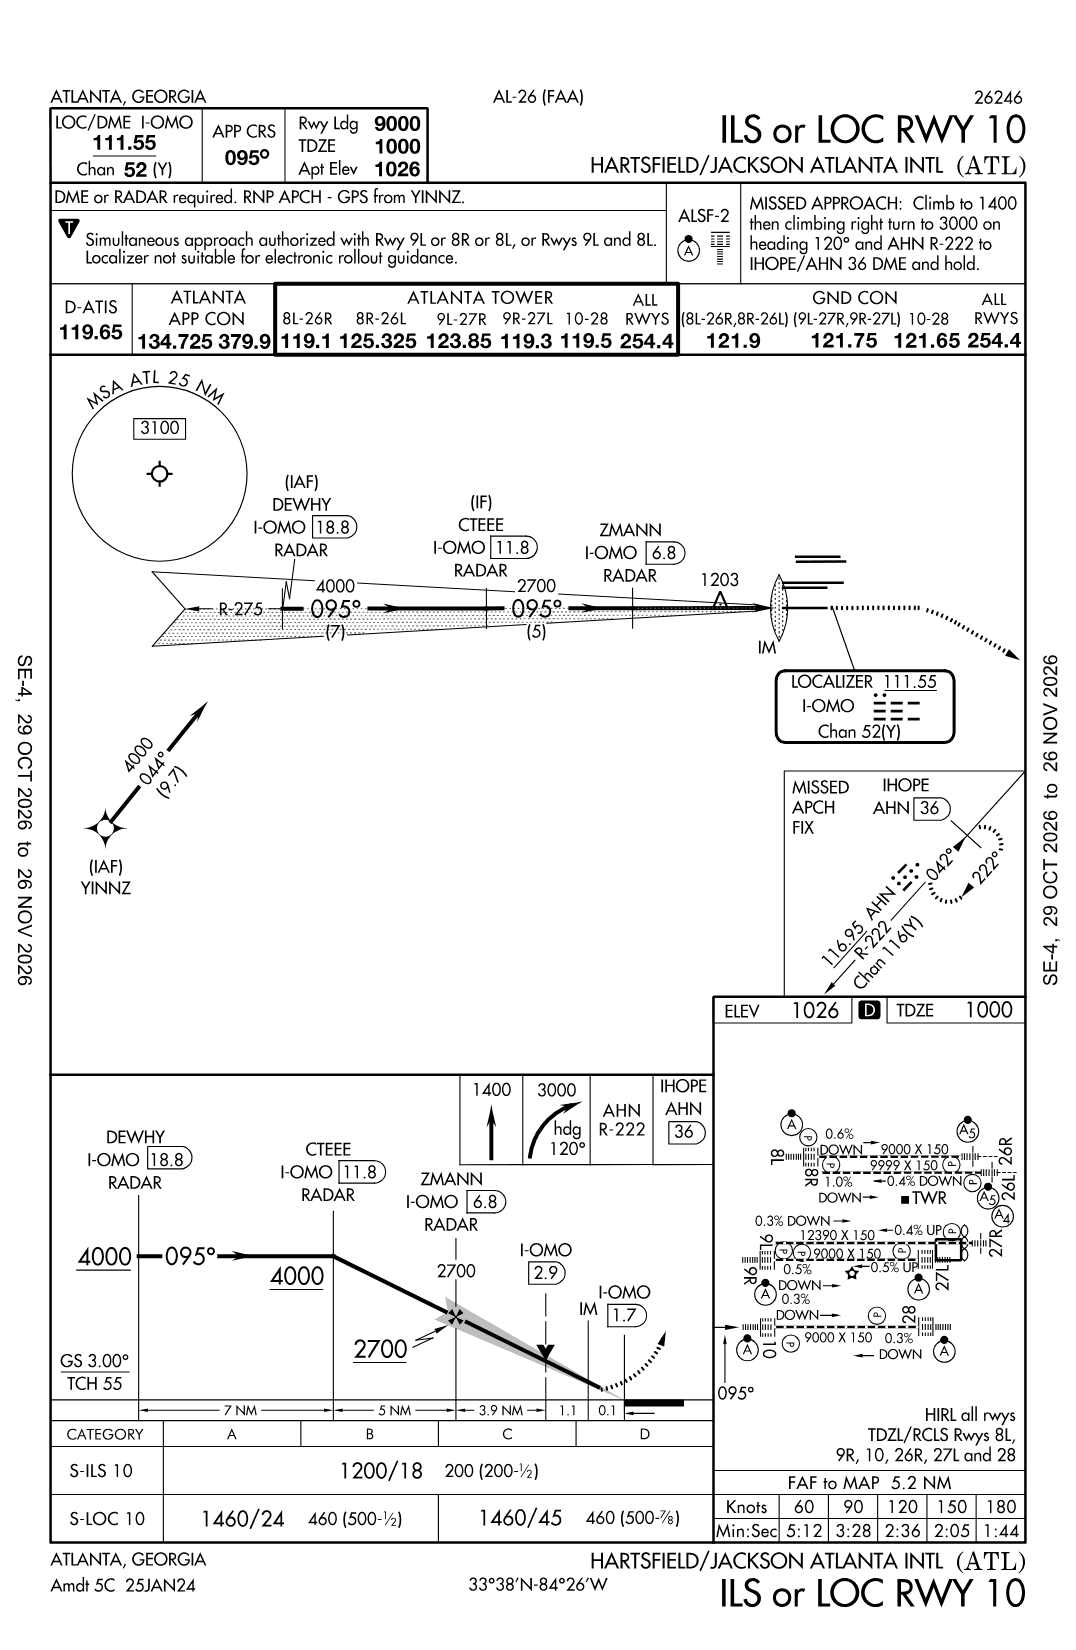 ATLANTA, GEORGIA
AL-26 (FAA)
26246
LOC/DME I-OMO
111.55
Chan 52 (Y)
APP CRS
095°
Rwy Ldg 9000
TDZE 1000
Apt Elev 1026
ILS or LOC RWY 10
HARTSFIELD/JACKSON ATLANTA INTL (ATL)
DME or RADAR required. RNP APCH - GPS from YINNZ.
T
Simultaneous approach authorized with Rwy 9L or 8R or 8L, or Rwys 9L and 8L.
Localizer not suitable for electronic rollout guidance.
ALSF-2
A
MISSED APPROACH: Climb to 1400
then climbing right turn to 3000 on
heading 120° and AHN R-222 to
IHOPE/AHN 36 DME and hold.
D-ATIS
119.65
ATLANTA
APP CON
134.725 379.9
ATLANTA TOWER
8L-26R 8R-26L 9L-27R 9R-27L 10-28
ALL
RWYS
119.1 125.325 123.85 119.3 119.5 254.4
GND CON
(8L-26R,8R-26L) (9L-27R,9R-27L) 10-28
ALL
RWYS
121.9 121.75 121.65 254.4
MSA ATL 25 NM
3100
(IAF)
DEWHY
I-OMO 18.8
RADAR
(IF)
CTEEE
I-OMO 11.8
RADAR
ZMANN
I-OMO 6.8
RADAR
1203
R-275
4000
095°
(7)
2700
095°
(5)
IM
LOCALIZER 111.55
I-OMO
Chan 52(Y)
4000
044°
(9.7)
(IAF)
YINNZ
MISSED
APCH
FIX
IHOPE
AHN 36
042°
222°
116.95 AHN
R-222
Chan 116(Y)
SE-4, 29 OCT 2026 to 26 NOV 2026
SE-4, 29 OCT 2026 to 26 NOV 2026
ELEV 1026 D TDZE 1000
A
P
0.6%
DOWN
9000 X 150
A5
26R
8L
P
9999 X 150
P
8R
1.0%
DOWN
0.4% DOWN
P
A5
26L
TWR
A4
0.3% DOWN
0.4% UP
P
9L
12390 X 150
27R
P
P
9000 X 150
P
9R
0.5%
0.5% UP
27L
A
DOWN
A
0.3%
DOWN
P
28
10
P
9000 X 150
0.3%
DOWN
A
A
095°
HIRL all rwys
TDZL/RCLS Rwys 8L,
9R, 10, 26R, 27L and 28
FAF to MAP 5.2 NM
Knots 60 90 120 150 180
Min:Sec 5:12 3:28 2:36 2:05 1:44
1400
3000
hdg
120°
AHN
R-222
IHOPE
AHN
36
DEWHY
I-OMO 18.8
RADAR
CTEEE
I-OMO 11.8
RADAR
ZMANN
I-OMO 6.8
RADAR
I-OMO
2.9
IM
I-OMO
1.7
4000
095°
4000
2700
2700
GS 3.00°
TCH 55
7 NM
5 NM
3.9 NM
1.1
0.1
CATEGORY A B C D
S-ILS 10 1200/18 200 (200-½)
S-LOC 10 1460/24 460 (500-½) 1460/45 460 (500-⅞)
ATLANTA, GEORGIA
Amdt 5C 25JAN24
33°38'N-84°26'W
HARTSFIELD/JACKSON ATLANTA INTL (ATL)
ILS or LOC RWY 10